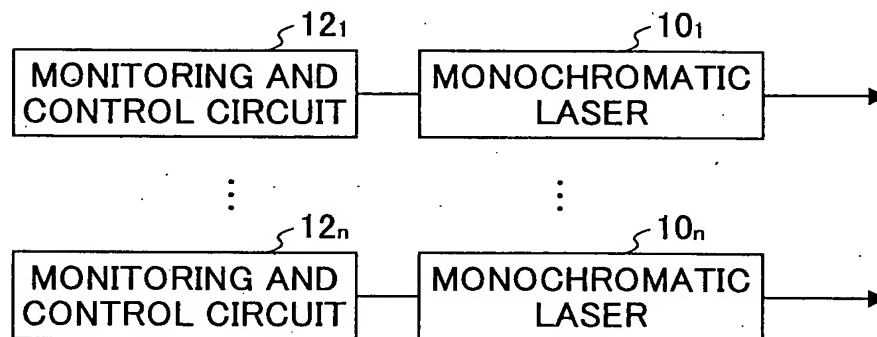 12₁
10₁
MONITORING AND
CONTROL CIRCUIT
MONOCHROMATIC
LASER
12ₙ
10ₙ
MONITORING AND
CONTROL CIRCUIT
MONOCHROMATIC
LASER